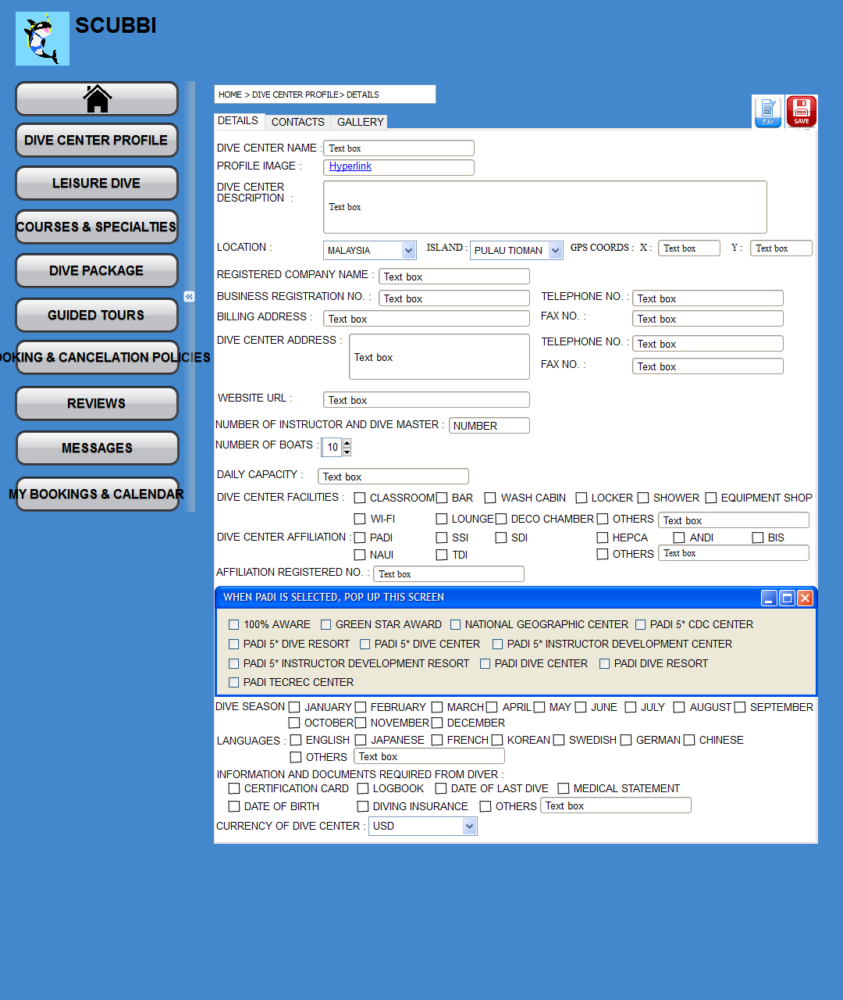 SCUBBI
DIVE CENTER PROFILE
LEISURE DIVE
COURSES & SPECIALTIES
DIVE PACKAGE
GUIDED TOURS
OKING & CANCELATION POLICIES
REVIEWS
MESSAGES
MY BOOKINGS & CALENDAR
HOME > DIVE CENTER PROFILE> DETAILS
Edit SAVE
DETAILS CONTACTS GALLERY
DIVE CENTER NAME : Text box
PROFILE IMAGE : Hyperlink
DIVE CENTER
DESCRIPTION :
Text box
LOCATION : MALAYSIA ISLAND : PULAU TIOMAN GPS COORDS : X : Text box Y : Text box
REGISTERED COMPANY NAME : Text box
BUSINESS REGISTRATION NO. : Text box TELEPHONE NO. : Text box
BILLING ADDRESS : Text box FAX NO. : Text box
DIVE CENTER ADDRESS : Text box TELEPHONE NO. : Text box
FAX NO. : Text box
WEBSITE URL : Text box
NUMBER OF INSTRUCTOR AND DIVE MASTER : NUMBER
NUMBER OF BOATS : 10
DAILY CAPACITY : Text box
DIVE CENTER FACILITIES : CLASSROOM BAR WASH CABIN LOCKER SHOWER EQUIPMENT SHOP
WI-FI LOUNGE DECO CHAMBER OTHERS Text box
DIVE CENTER AFFILIATION : PADI SSI SDI HEPCA ANDI BIS
NAUI TDI OTHERS Text box
AFFILIATION REGISTERED NO. : Text box
WHEN PADI IS SELECTED, POP UP THIS SCREEN
100% AWARE GREEN STAR AWARD NATIONAL GEOGRAPHIC CENTER PADI 5* CDC CENTER
PADI 5* DIVE RESORT PADI 5* DIVE CENTER PADI 5* INSTRUCTOR DEVELOPMENT CENTER
PADI 5* INSTRUCTOR DEVELOPMENT RESORT PADI DIVE CENTER PADI DIVE RESORT
PADI TECREC CENTER
DIVE SEASON JANUARY FEBRUARY MARCH APRIL MAY JUNE JULY AUGUST SEPTEMBER
OCTOBER NOVEMBER DECEMBER
LANGUAGES : ENGLISH JAPANESE FRENCH KOREAN SWEDISH GERMAN CHINESE
OTHERS Text box
INFORMATION AND DOCUMENTS REQUIRED FROM DIVER :
CERTIFICATION CARD LOGBOOK DATE OF LAST DIVE MEDICAL STATEMENT
DATE OF BIRTH DIVING INSURANCE OTHERS Text box
CURRENCY OF DIVE CENTER : USD